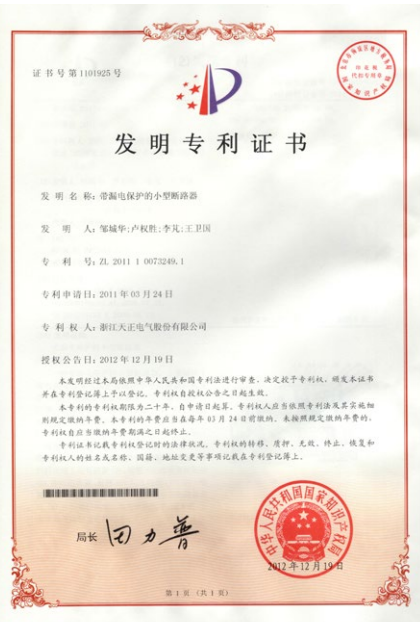 证书号第1101925号
发明专利证书
发明名称：带漏电保护的小型断路器
发明人：邹城华;卢权胜;李芃;王卫国
专利号：ZL 2011 1 0073249.1
专利申请日：2011年03月24日
专利权人：浙江天正电气股份有限公司
授权公告日：2012年12月19日
本发明经过本局依照中华人民共和国专利法进行审查，决定授予专利权，颁发本证书
并在专利登记簿上予以登记。专利权自授权公告之日起生效。
本专利的专利权期限为二十年，自申请日起算。专利权人应当依照专利法及其实施细
则规定缴纳年费。本专利的年费应当在每年03月24日前缴纳。未按照规定缴纳年费的，
专利权自应当缴纳年费期满之日起终止。
专利证书记载专利权登记时的法律状况。专利权的转移、质押、无效、终止、恢复和
专利权人的姓名或名称、国籍、地址变更等事项记载在专利登记簿上。
局长 田力普
中华人民共和国国家知识产权局
2012年12月19日
第1页（共1页）